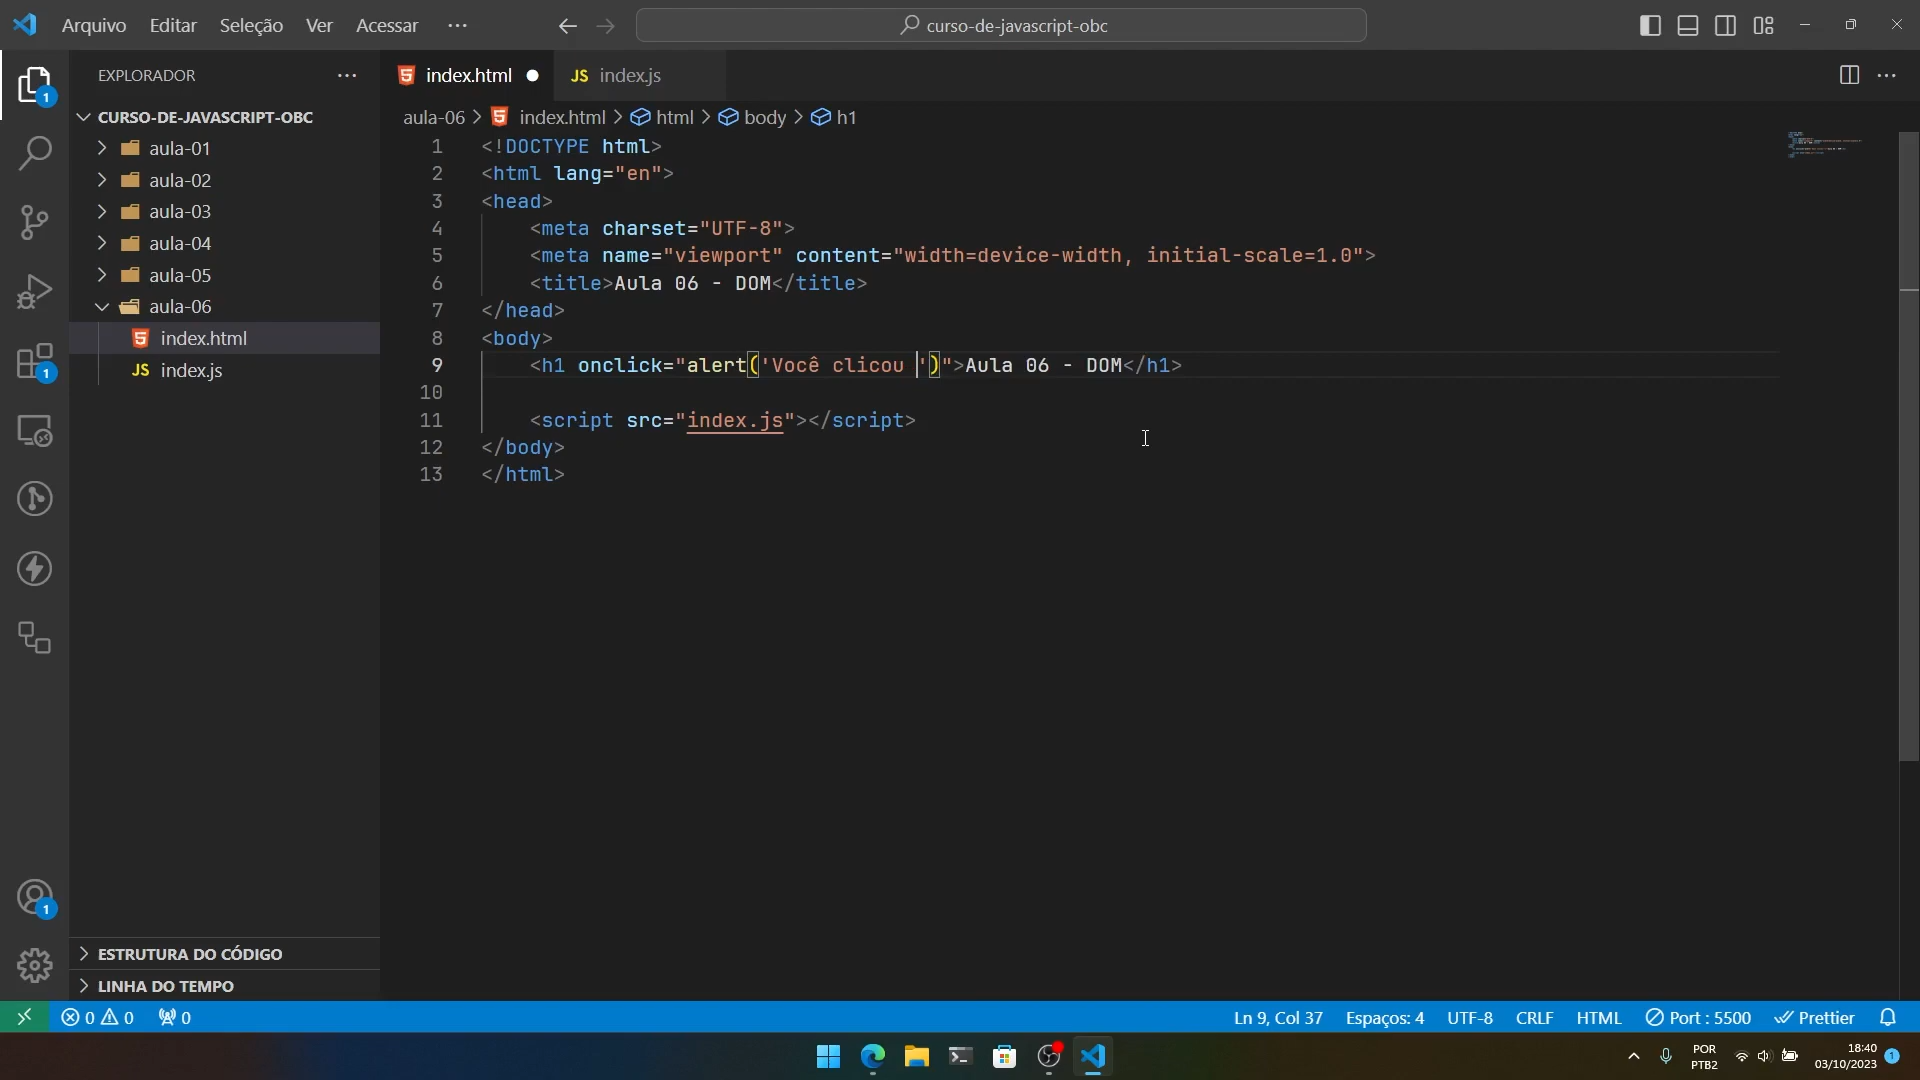 Arquivo Editar Seleção Ver Acessar ··· curso-de-javascript-obc
EXPLORADOR ···
CURSO-DE-JAVASCRIPT-OBC
aula-01
aula-02
aula-03
aula-04
aula-05
aula-06
index.html
JS index.js
ESTRUTURA DO CÓDIGO
LINHA DO TEMPO
1
1
1
index.html JS index.js ···
aula-06 > index.html > html > body > h1
1 <!DOCTYPE html>
2 <html lang="en">
3 <head>
4 <meta charset="UTF-8">
5 <meta name="viewport" content="width=device-width, initial-scale=1.0">
6 <title>Aula 06 - DOM</title>
7 </head>
8 <body>
9 <h1 onclick="alert('Você clicou ')">Aula 06 - DOM</h1>
10
11 <script src="index.js"></script>
12 </body>
13 </html>
0 0 0 Ln 9, Col 37 Espaços: 4 UTF-8 CRLF HTML Port : 5500 Prettier
POR
PTB2
18:40
03/10/2023
1